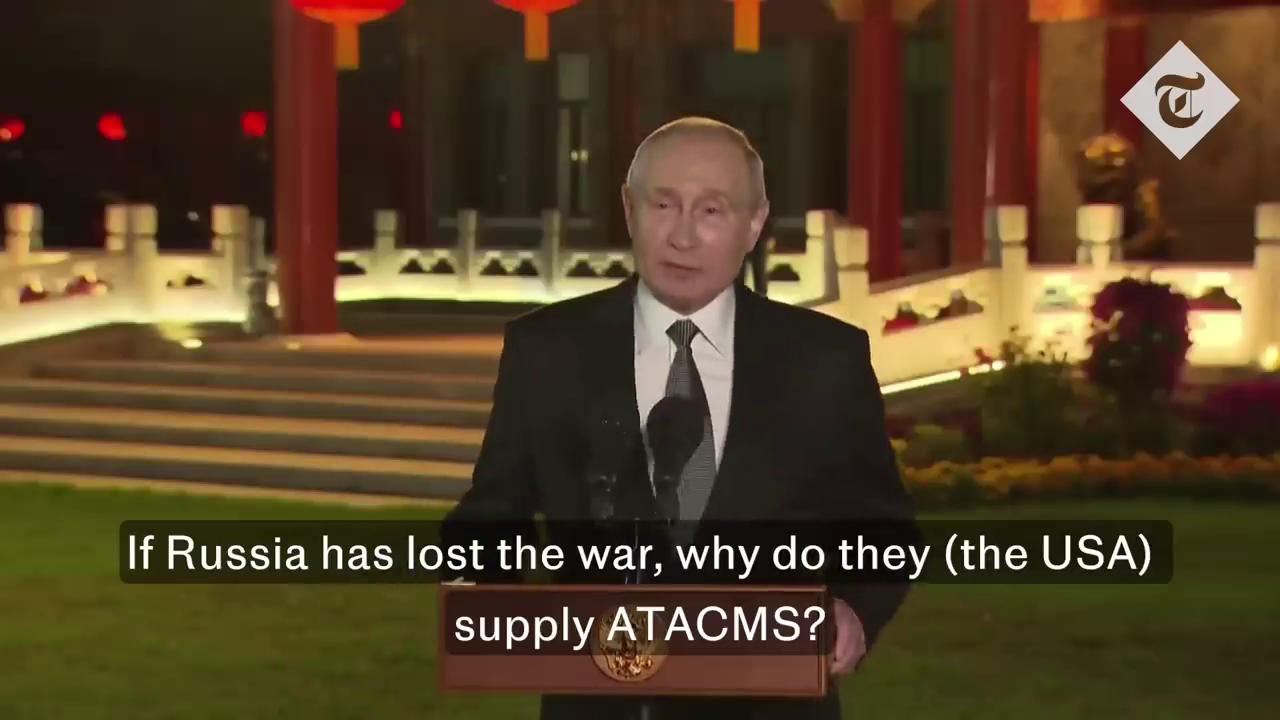 T
If Russia has lost the war, why do they (the USA)
supply ATACMS?